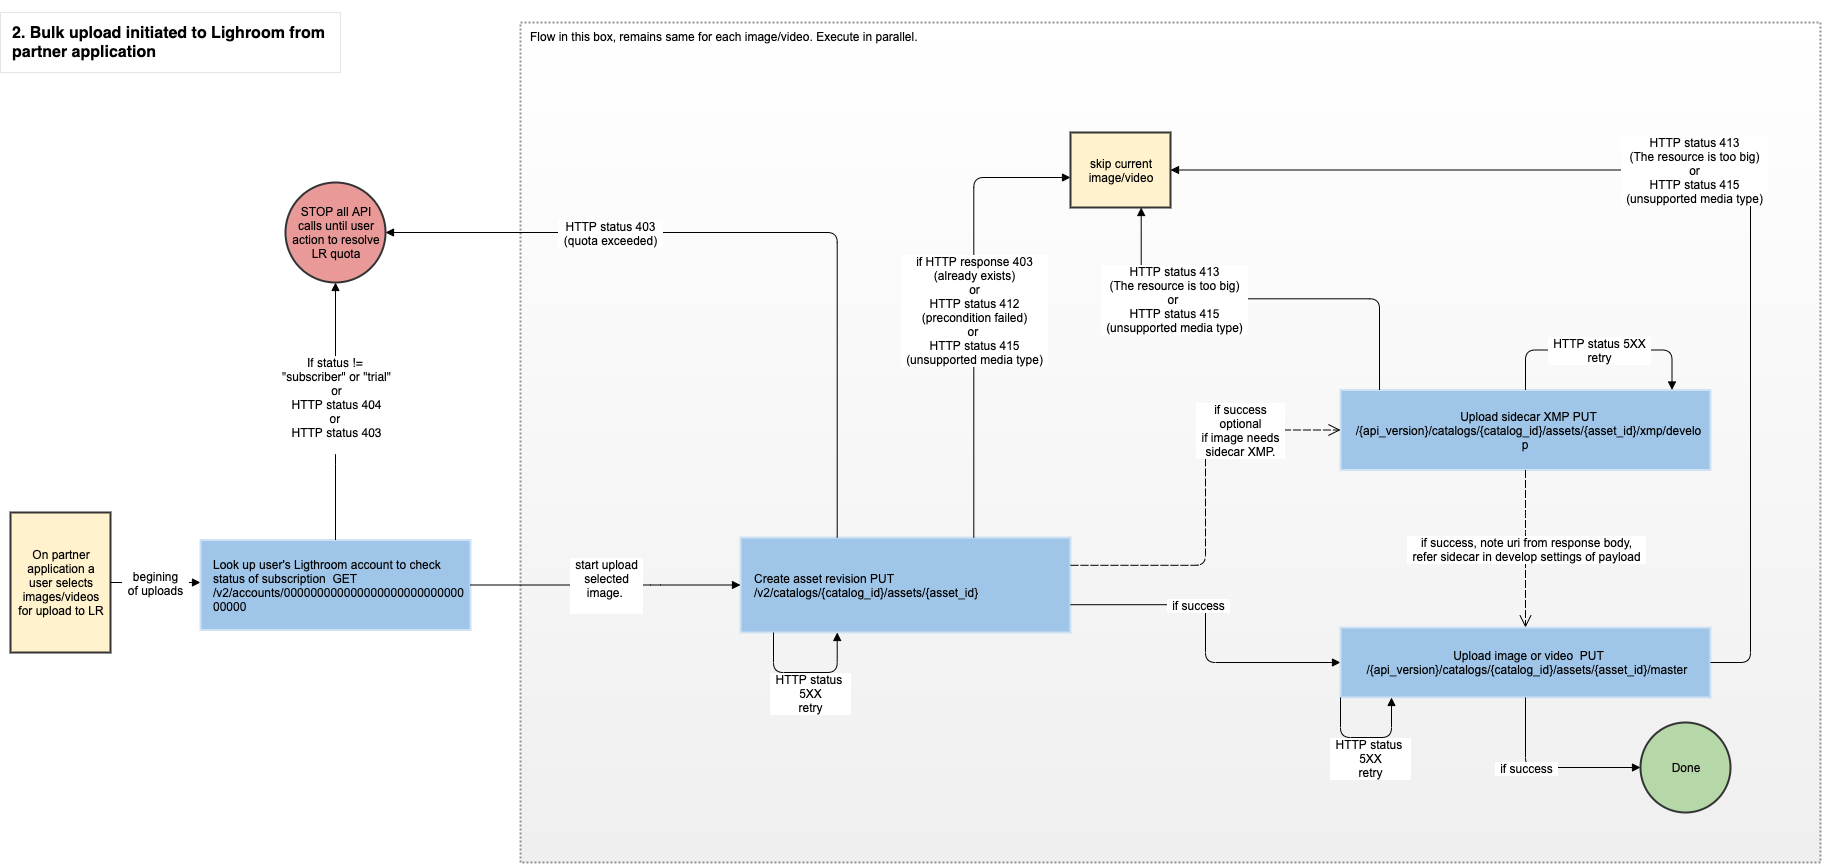 2. Bulk upload initiated to Lighroom from
partner application
Flow in this box, remains same for each image/video. Execute in parallel.
skip current
image/video
HTTP status 413
(The resource is too big)
or
HTTP status 415
(unsupported media type)
STOP all API
calls until user
action to resolve
LR quota
HTTP status 403
(quota exceeded)
if HTTP response 403
(already exists)
or
HTTP status 412
(precondition failed)
or
HTTP status 415
(unsupported media type)
HTTP status 413
(The resource is too big)
or
HTTP status 415
(unsupported media type)
HTTP status 5XX
retry
If status !=
"subscriber" or "trial"
or
HTTP status 404
or
HTTP status 403
if success
optional
if image needs
sidecar XMP.
Upload sidecar XMP PUT
/{api_version}/catalogs/{catalog_id}/assets/{asset_id}/xmp/develo
p
On partner
application a
user selects
images/videos
for upload to LR
begining
of uploads
Look up user's Ligthroom account to check
status of subscription  GET
/v2/accounts/000000000000000000000000000
00000
start upload
selected
image.
Create asset revision PUT
/v2/catalogs/{catalog_id}/assets/{asset_id}
if success, note uri from response body,
refer sidecar in develop settings of payload
if success
Upload image or video  PUT
/{api_version}/catalogs/{catalog_id}/assets/{asset_id}/master
HTTP status
5XX
retry
HTTP status
5XX
retry
if success
Done